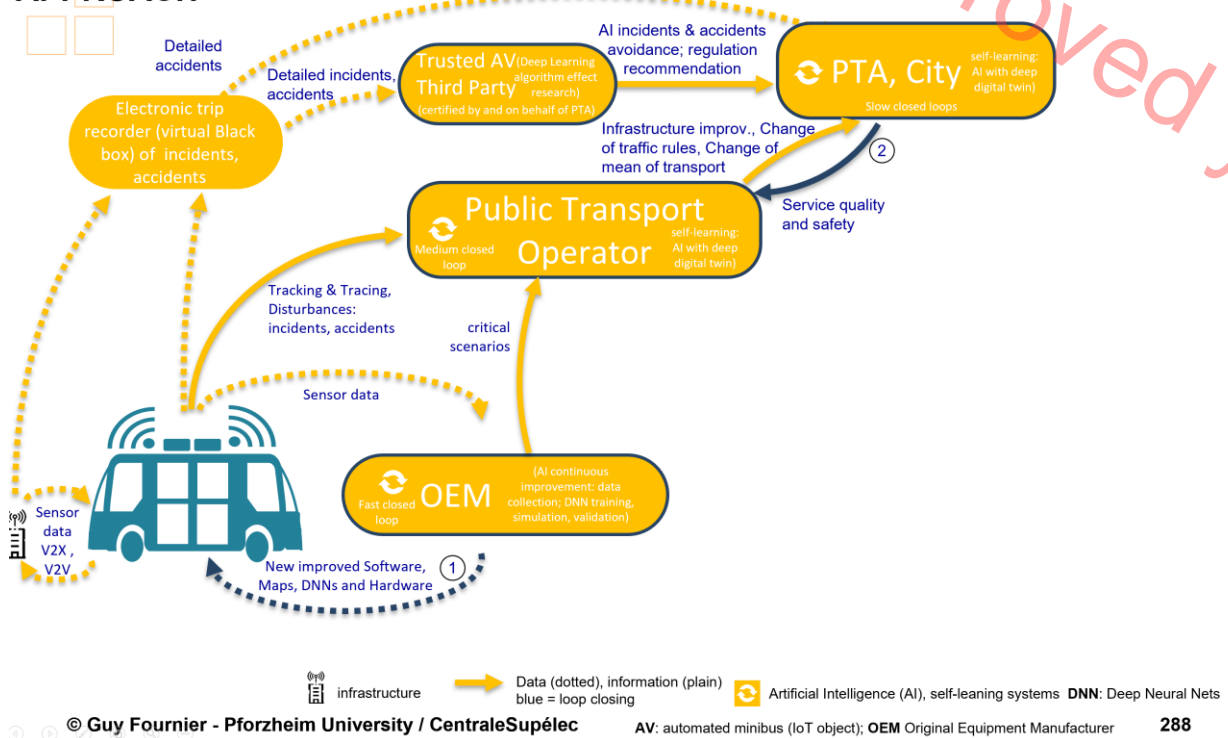 Detailed
accidents
AI incidents & accidents
avoidance; regulation
recommendation
Trusted AV (Deep Learning
Third Party algorithm effect
research)
(certified by and on behalf of PTA)
PTA, City
self-learning:
AI with deep
digital twin)
Slow closed loops
Detailed incidents,
accidents
Electronic trip
recorder (virtual Black
box) of incidents,
accidents
Infrastructure improv., Change
of traffic rules, Change of
mean of transport
2
Service quality
and safety
Public Transport
Operator
Medium closed
loop
self-learning:
AI with deep
digital twin)
Tracking & Tracing,
Disturbances:
incidents, accidents
critical
scenarios
Sensor data
OEM
Fast closed
loop
(AI continuous
improvement: data
collection; DNN training,
simulation, validation)
Sensor
data
V2X ,
V2V
New improved Software,
Maps, DNNs and Hardware
1
infrastructure
Data (dotted), information (plain)
blue = loop closing
Artificial Intelligence (AI), self-leaning systems DNN: Deep Neural Nets
© Guy Fournier - Pforzheim University / CentraleSupélec
AV: automated minibus (IoT object); OEM Original Equipment Manufacturer
288